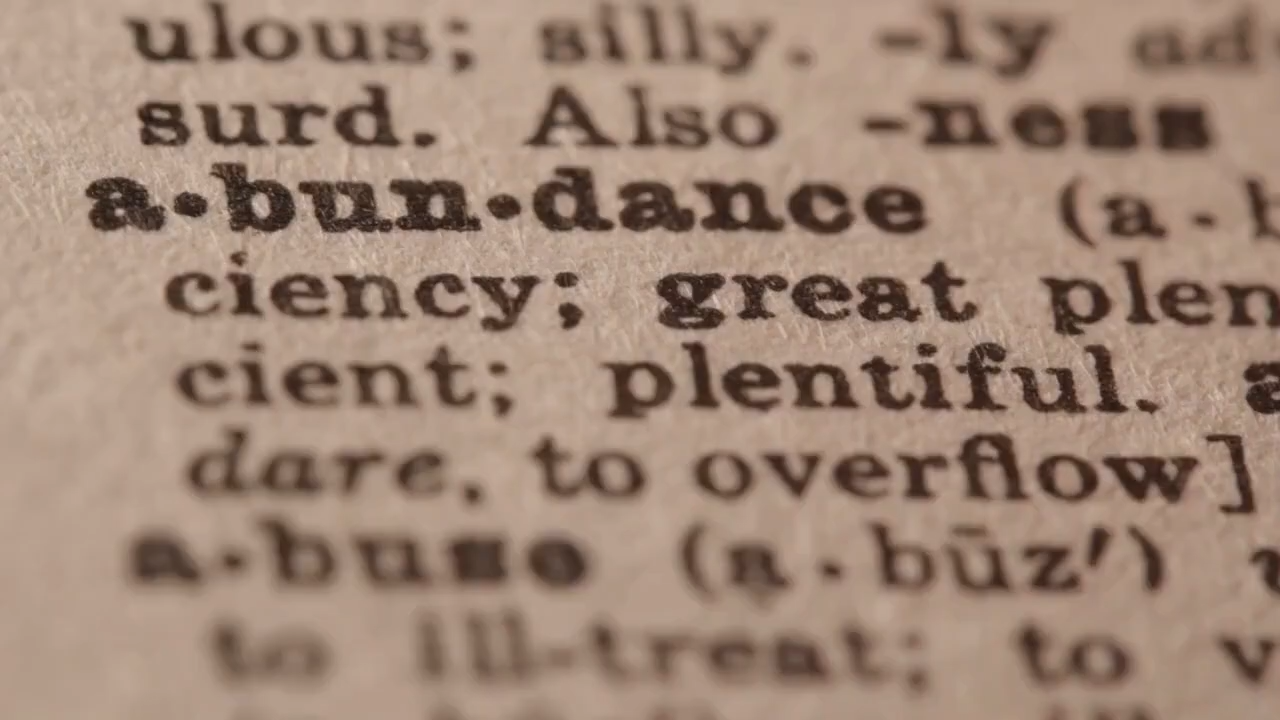 ulous; silly. -ly ad
surd. Also -ness
a·bun·dance (a·b
ciency; great plen
cient; plentiful. a
dare, to overflow]
a·buse (a·būz′) v
to ill-treat; to v